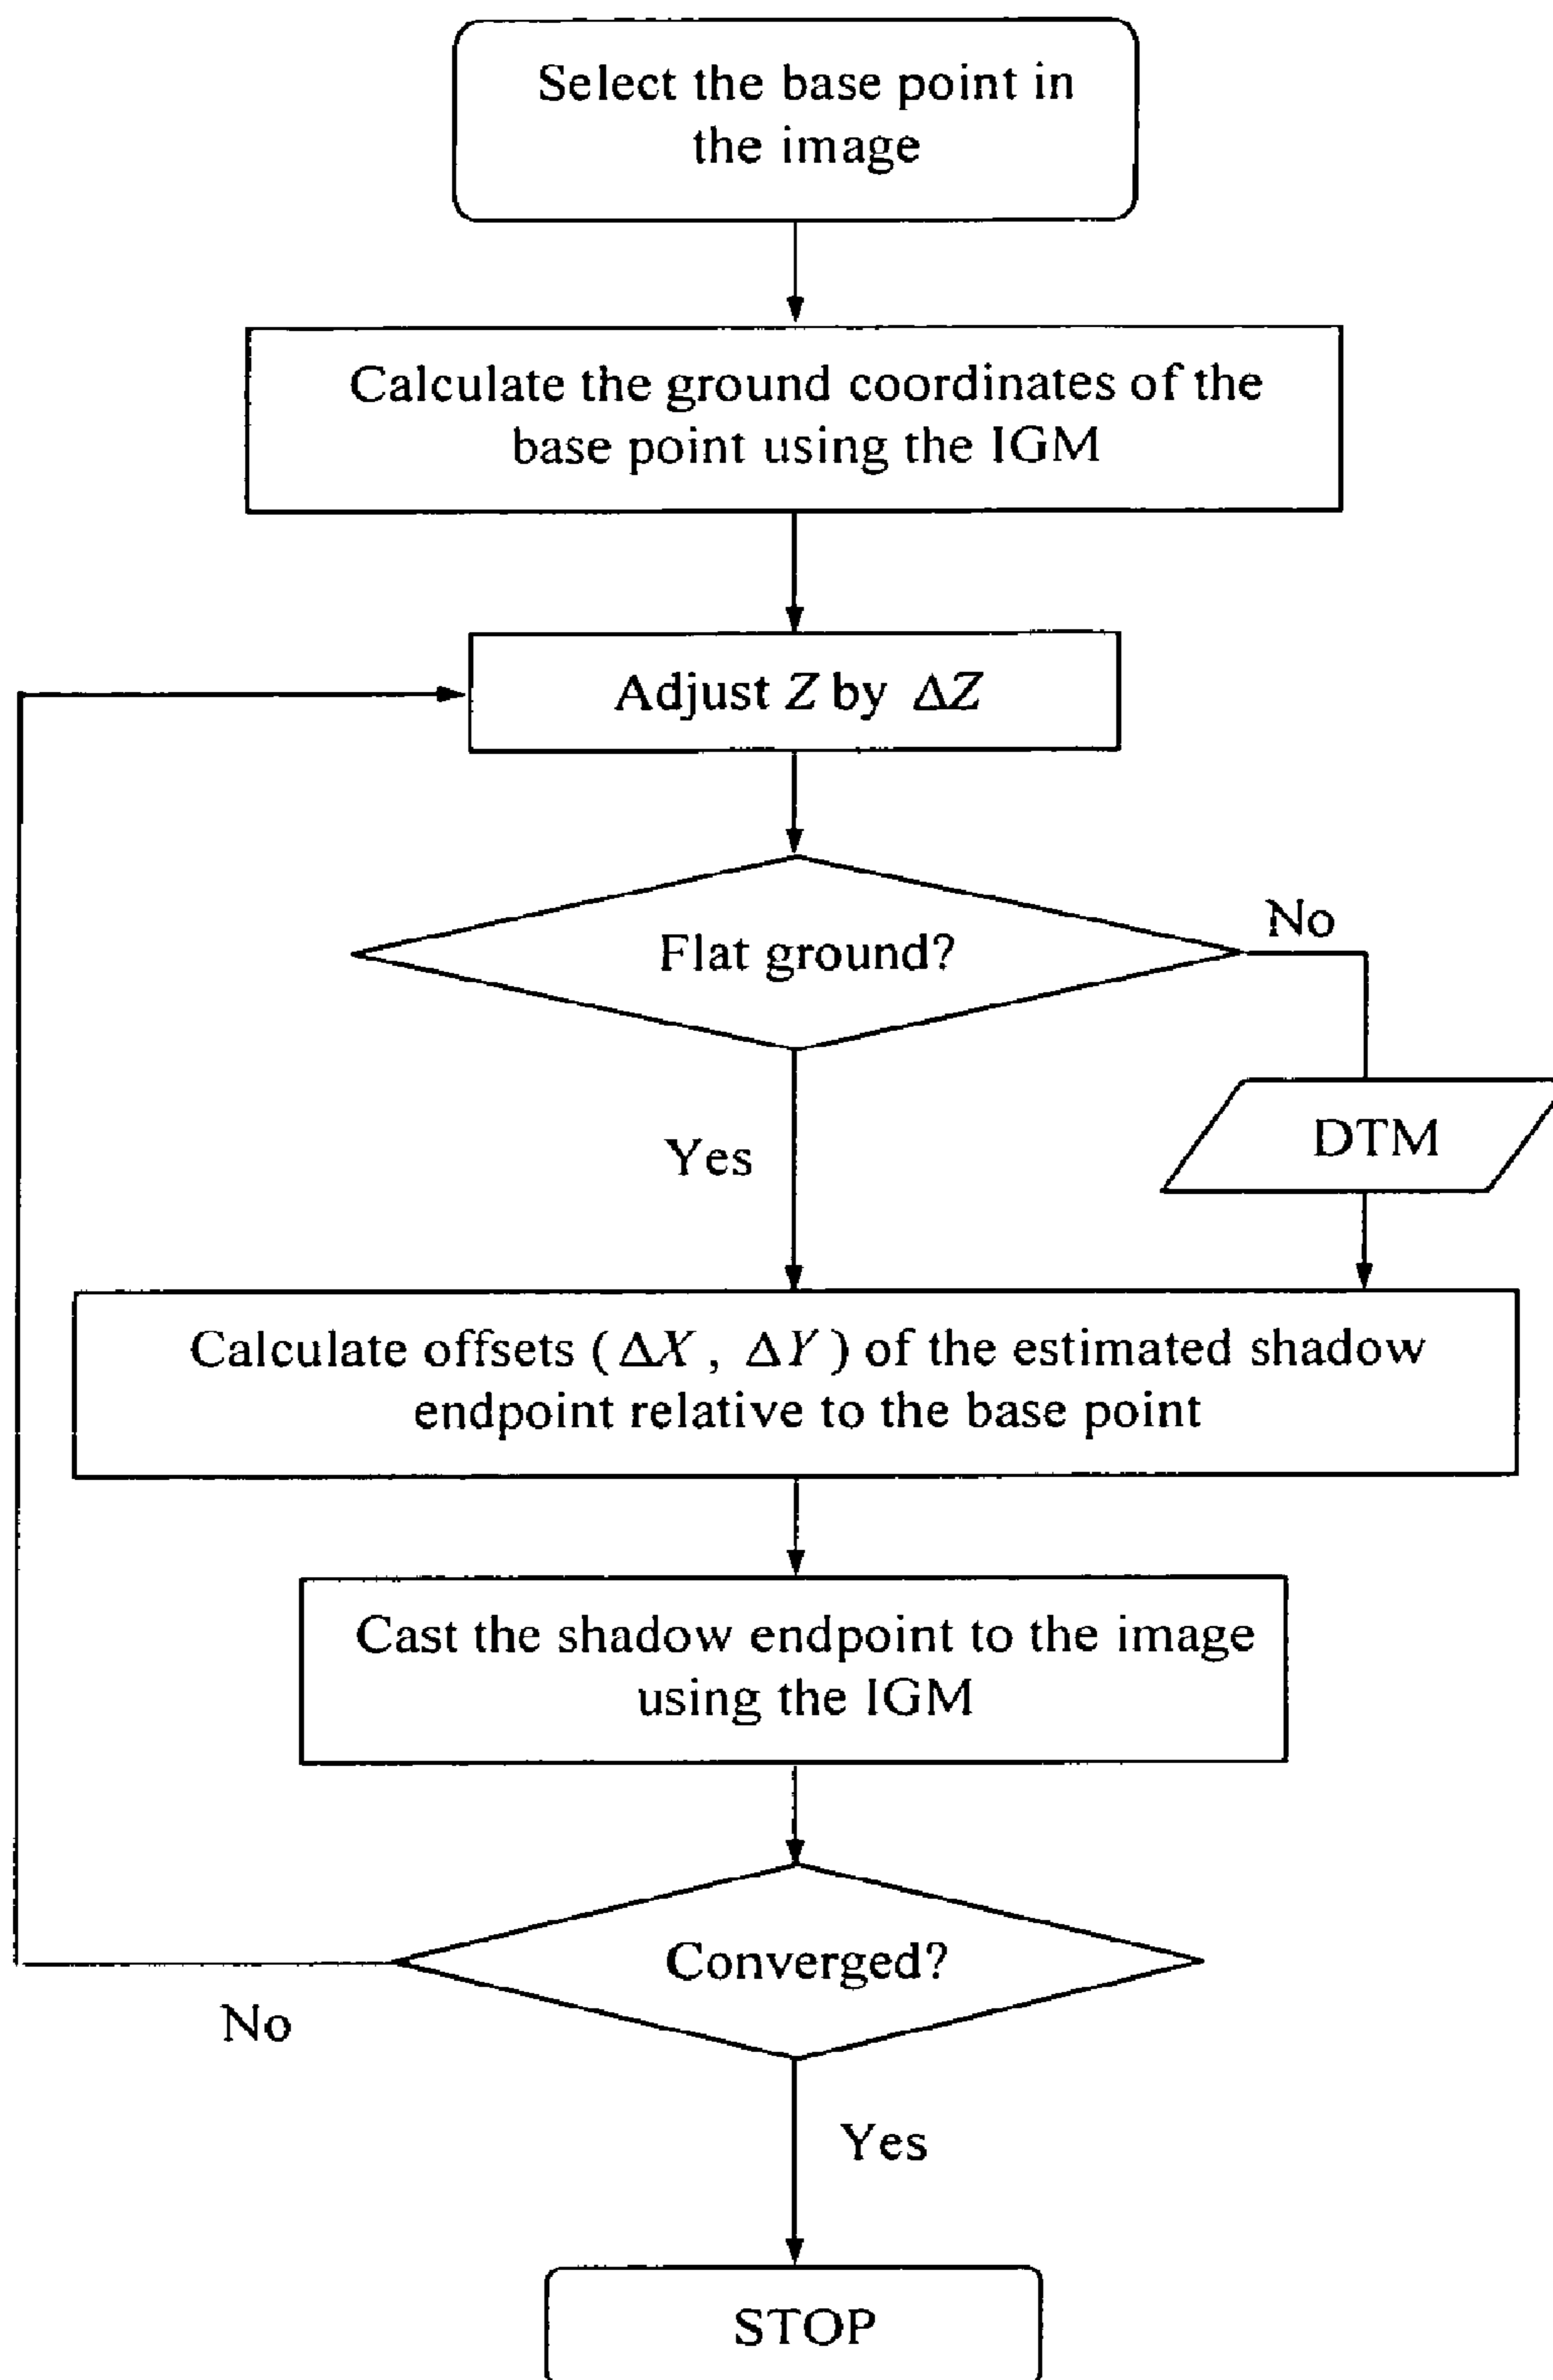 Select the base point in
the image
Calculate the ground coordinates of the
base point using the IGM
Adjust Z by ΔZ
Flat ground?
No
Yes
DTM
Calculate offsets (ΔX, ΔY) of the estimated shadow
endpoint relative to the base point
Cast the shadow endpoint to the image
using the IGM
Converged?
No
Yes
STOP